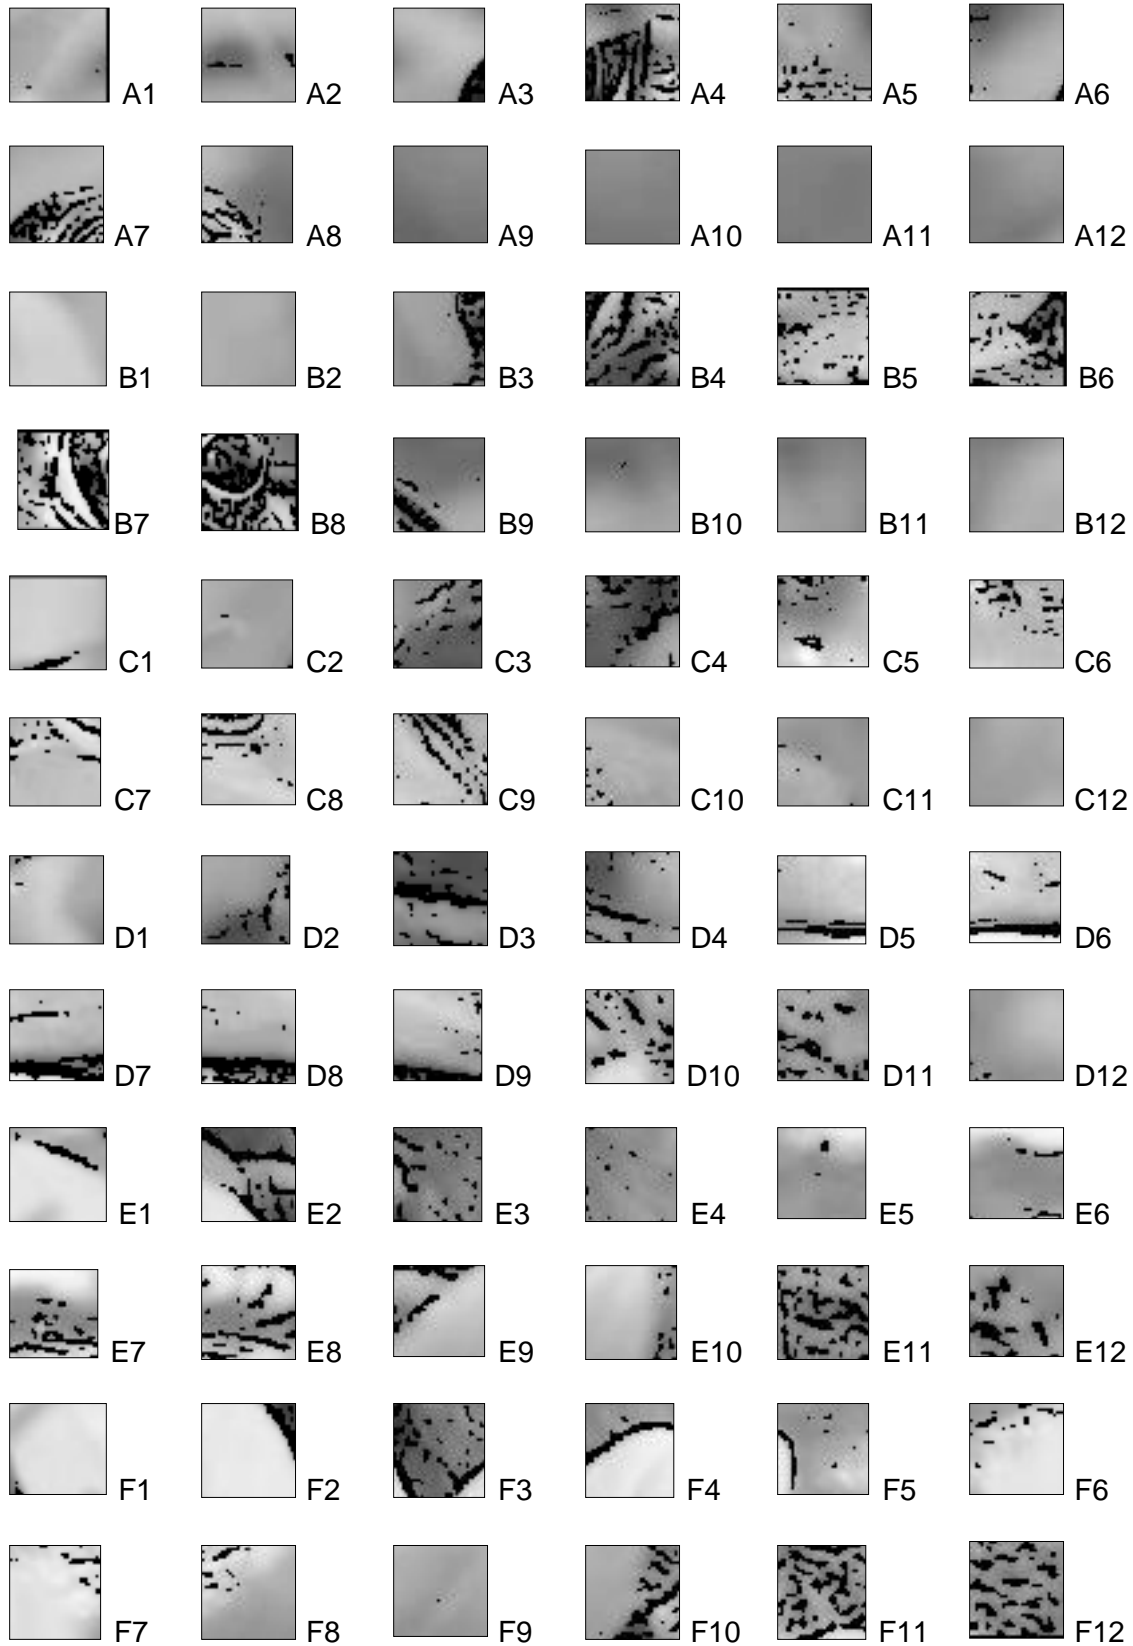 A1 A2 A3 A4 A5 A6
A7 A8 A9 A10 A11 A12
B1 B2 B3 B4 B5 B6
B7 B8 B9 B10 B11 B12
C1 C2 C3 C4 C5 C6
C7 C8 C9 C10 C11 C12
D1 D2 D3 D4 D5 D6
D7 D8 D9 D10 D11 D12
E1 E2 E3 E4 E5 E6
E7 E8 E9 E10 E11 E12
F1 F2 F3 F4 F5 F6
F7 F8 F9 F10 F11 F12